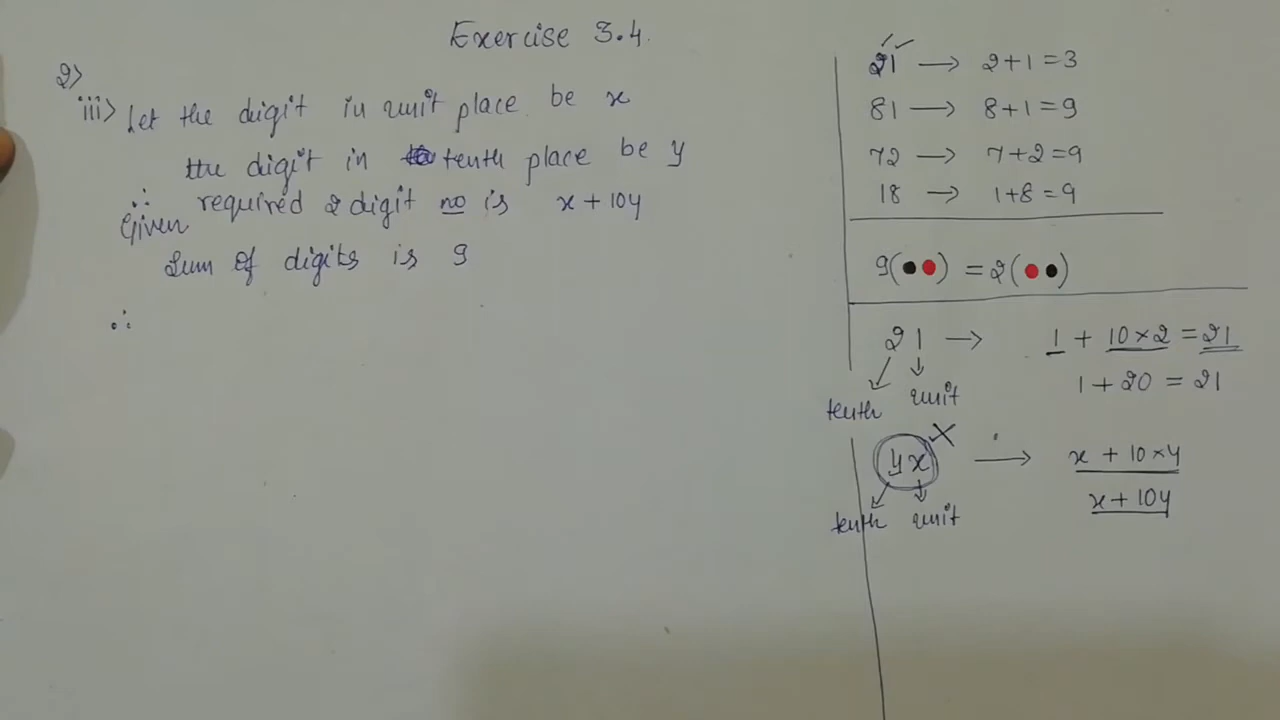 Exercise 3.4.
2>
iii> Let the digit in unit place be x
the digit in tenth place be y
∴ required 2 digit no is x + 10y
Given
Sum of digits is 9
∴
21 → 2+1=3
81 → 8+1=9
72 → 7+2=9
18 → 1+8=9
9( ) = 2( )
21 → 1 + 10×2 = 21
1 + 20 = 21
tenth unit
yx → x + 10×y
x + 10y
tenth unit